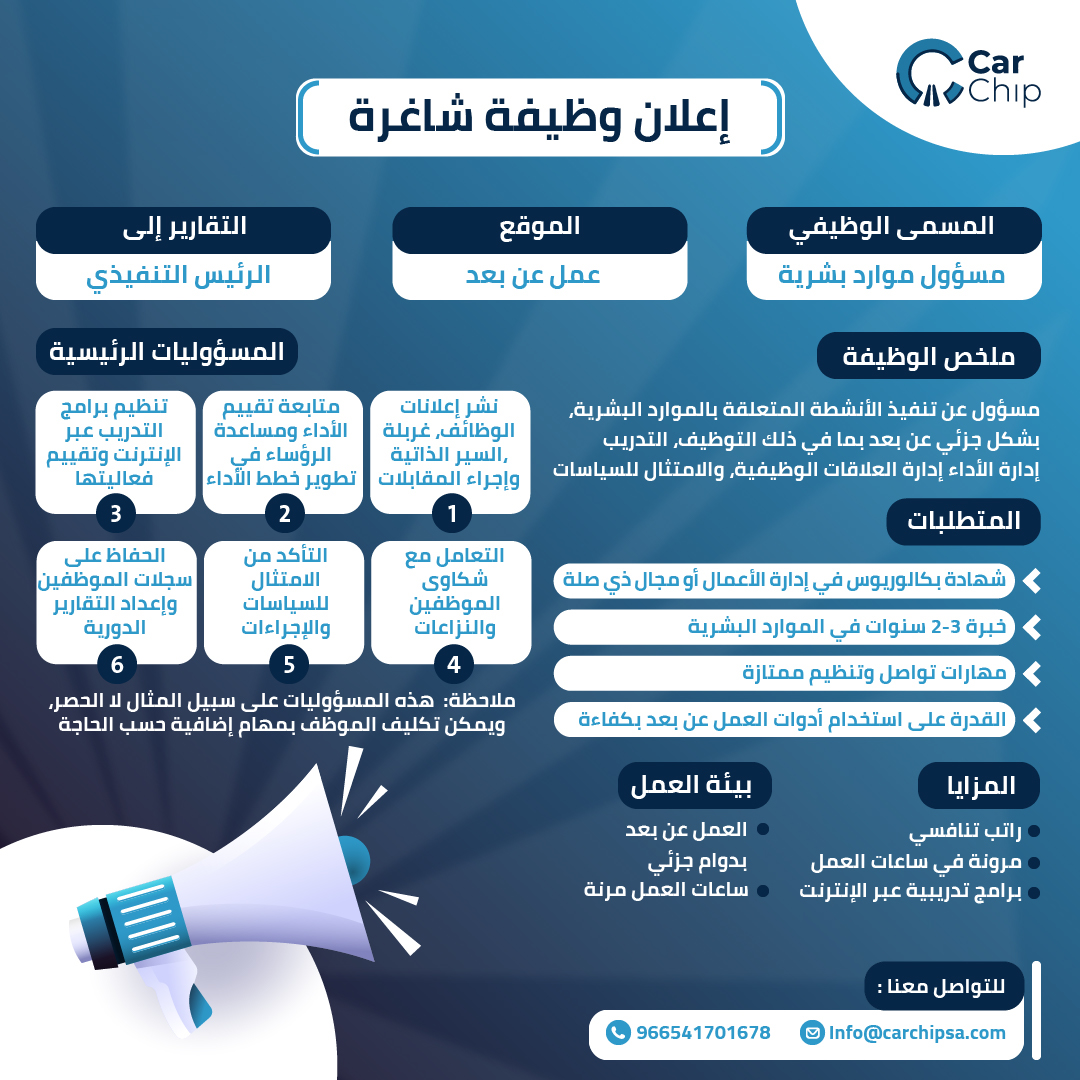 Car
Chip
إعلان وظيفة شاغرة
المسمى الوظيفي
مسؤول موارد بشرية
الموقع
عمل عن بعد
التقارير إلى
الرئيس التنفيذي
ملخص الوظيفة
مسؤول عن تنفيذ الأنشطة المتعلقة بالموارد البشرية،
بشكل جزئي عن بعد بما في ذلك التوظيف، التدريب
إدارة الأداء إدارة العلاقات الوظيفية، والامتثال للسياسات
المتطلبات
شهادة بكالوريوس في إدارة الأعمال أو مجال ذي صلة
خبرة 3-2 سنوات في الموارد البشرية
مهارات تواصل وتنظيم ممتازة
القدرة على استخدام أدوات العمل عن بعد بكفاءة
المسؤوليات الرئيسية
نشر إعلانات
الوظائف، غربلة
،السير الذاتية
وإجراء المقابلات
1
متابعة تقييم
الأداء ومساعدة
الرؤساء في
تطوير خطط الأداء
2
تنظيم برامج
التدريب عبر
الإنترنت وتقييم
فعاليتها
3
التعامل مع
شكاوى
الموظفين
والنزاعات
4
التأكد من
الامتثال
للسياسات
والإجراءات
5
الحفاظ على
سجلات الموظفين
وإعداد التقارير
الدورية
6
ملاحظة: هذه المسؤوليات على سبيل المثال لا الحصر،
ويمكن تكليف الموظف بمهام إضافية حسب الحاجة
المزايا
راتب تنافسي
مرونة في ساعات العمل
برامج تدريبية عبر الإنترنت
بيئة العمل
العمل عن بعد
بدوام جزئي
ساعات العمل مرنة
للتواصل معنا :
Info@carchipsa.com
966541701678